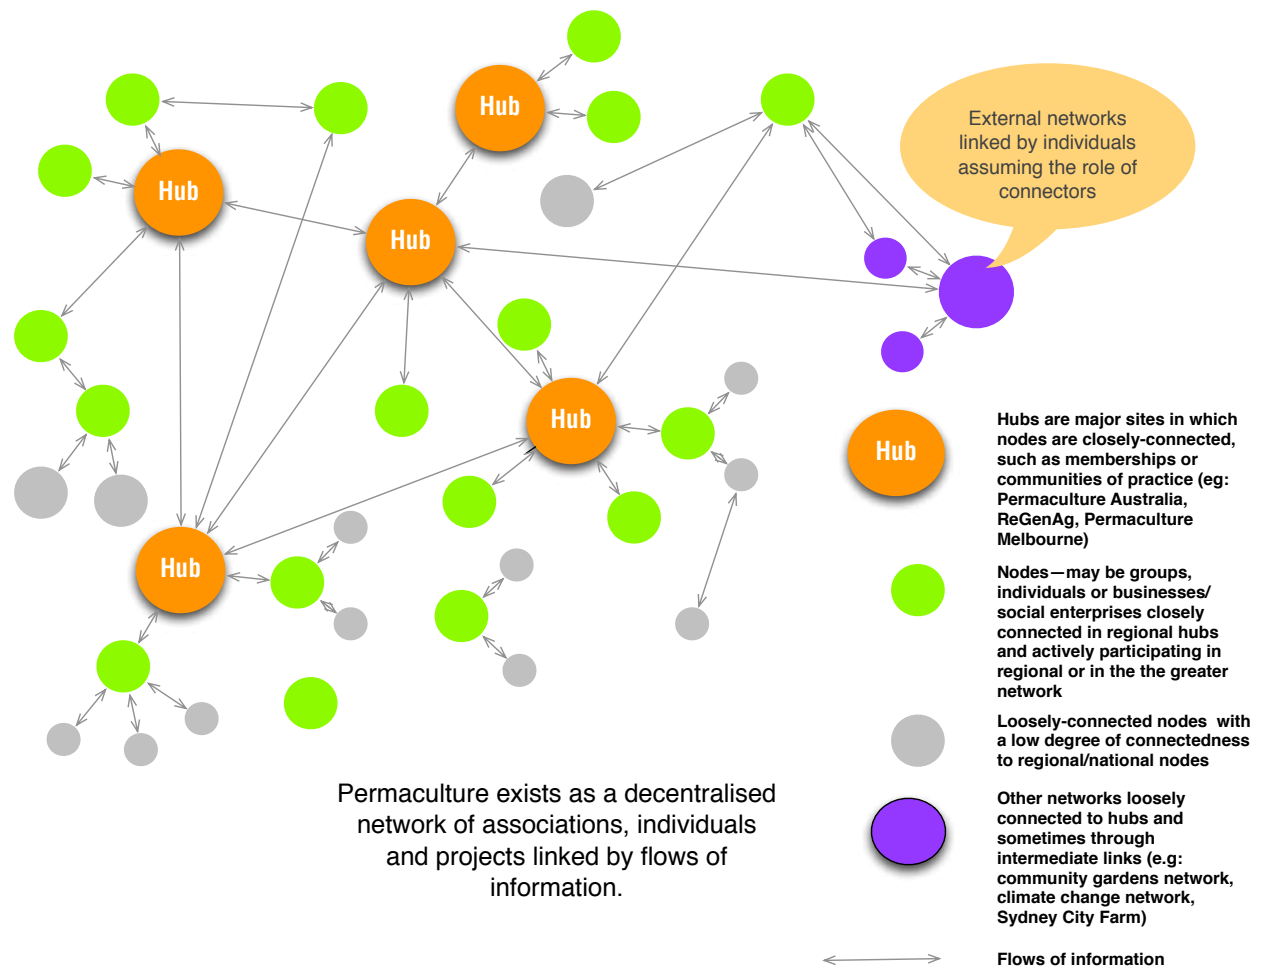 Hub
Hub
Hub
Hub
Hub
External networks
linked by individuals
assuming the role of
connectors
Hub
Hubs are major sites in which
nodes are closely-connected,
such as memberships or
communities of practice (eg:
Permaculture Australia,
ReGenAg, Permaculture
Melbourne)
Nodes—may be groups,
individuals or businesses/
social enterprises closely
connected in regional hubs
and actively participating in
regional or in the the greater
network
Loosely-connected nodes with
a low degree of connectedness
to regional/national nodes
Other networks loosely
connected to hubs and
sometimes through
intermediate links (e.g:
community gardens network,
climate change network,
Sydney City Farm)
Flows of information
Permaculture exists as a decentralised
network of associations, individuals
and projects linked by flows of
information.